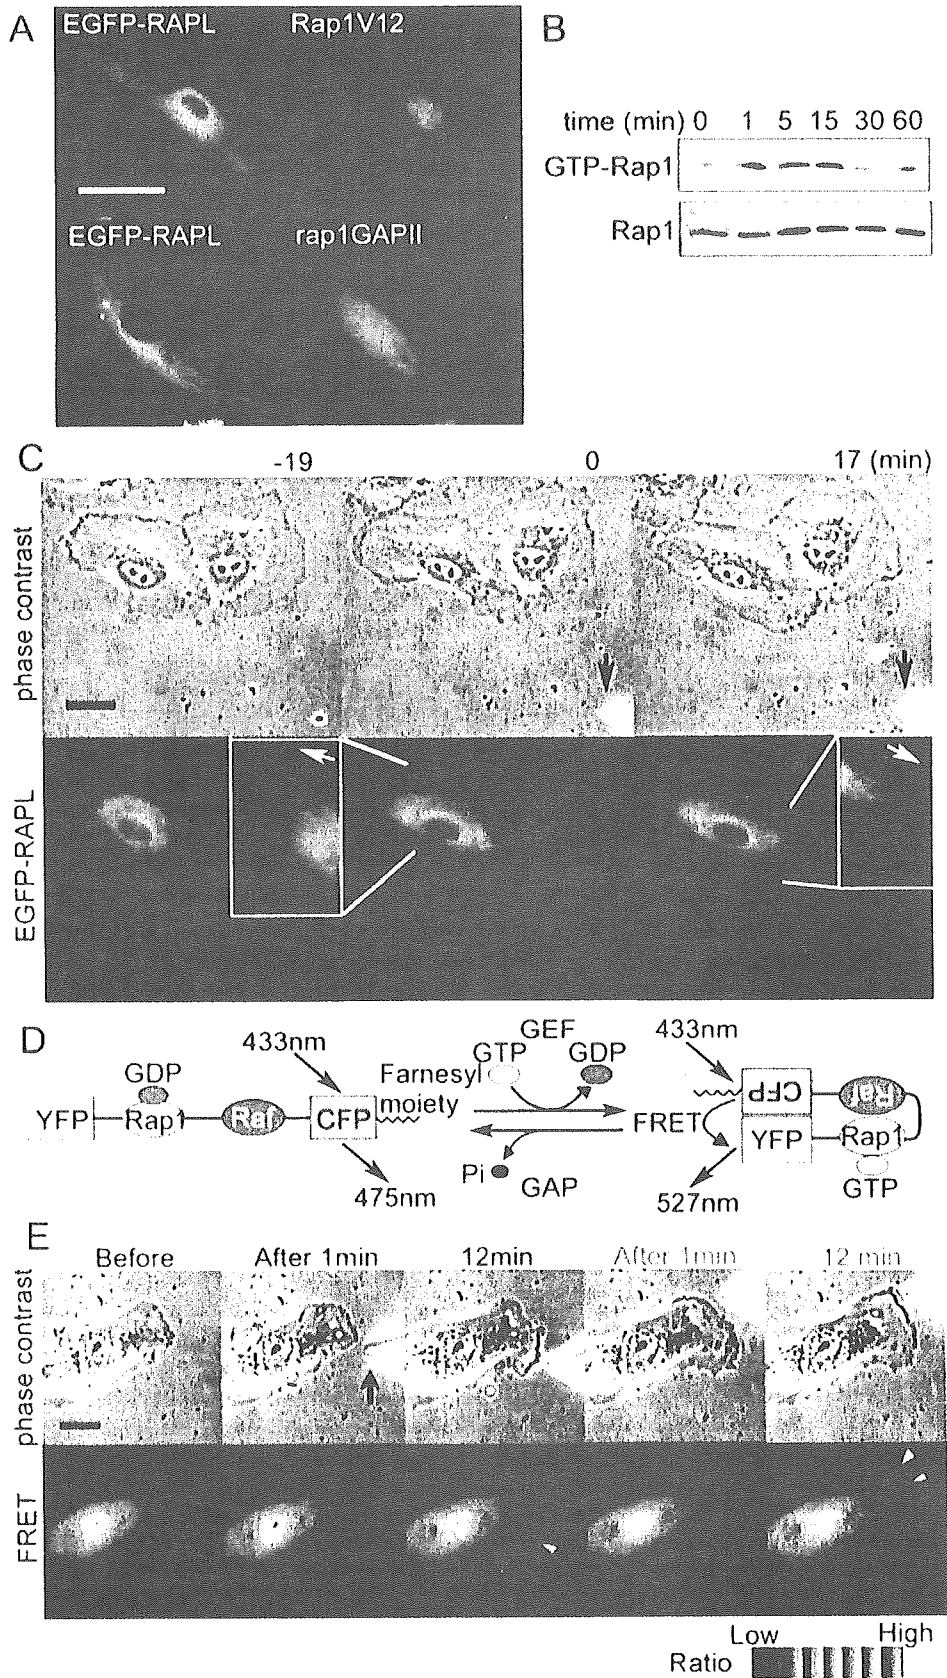 A
EGFP-RAPL Rap1V12
EGFP-RAPL rap1GAPII
B
time (min) 0 1 5 15 30 60
GTP-Rap1
Rap1
C
-19 0 17 (min)
phase contrast
EGFP-RAPL
D
433nm
GDP
YFP Rap1 Raf CFP
Farnesyl moiety
475nm
GEF
GTP GDP
Pi GAP
FRET
433nm
CFP Raf
YFP Rap1
527nm GTP
E
Before After 1min 12min After 1min 12 min
phase contrast
FRET
Low High
Ratio